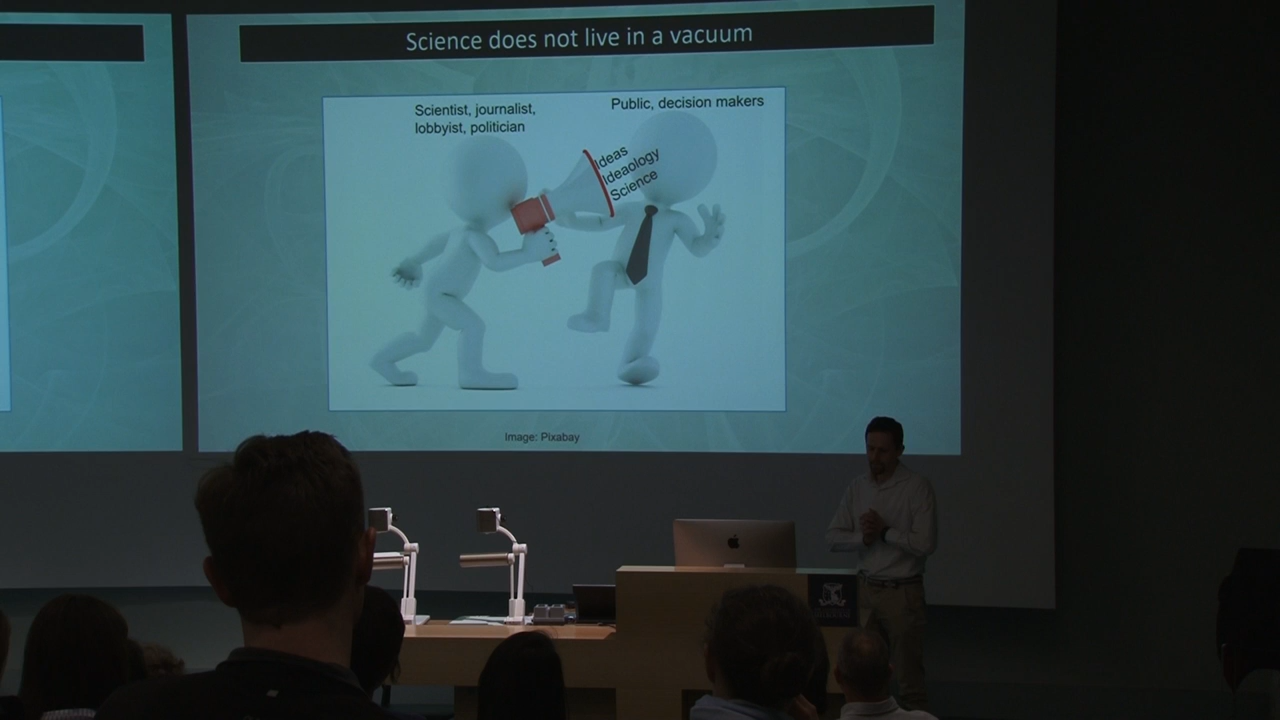 Science does not live in a vacuum
Scientist, journalist,
lobbyist, politician
Public, decision makers
Ideas
Ideaology
Science
Image: Pixabay